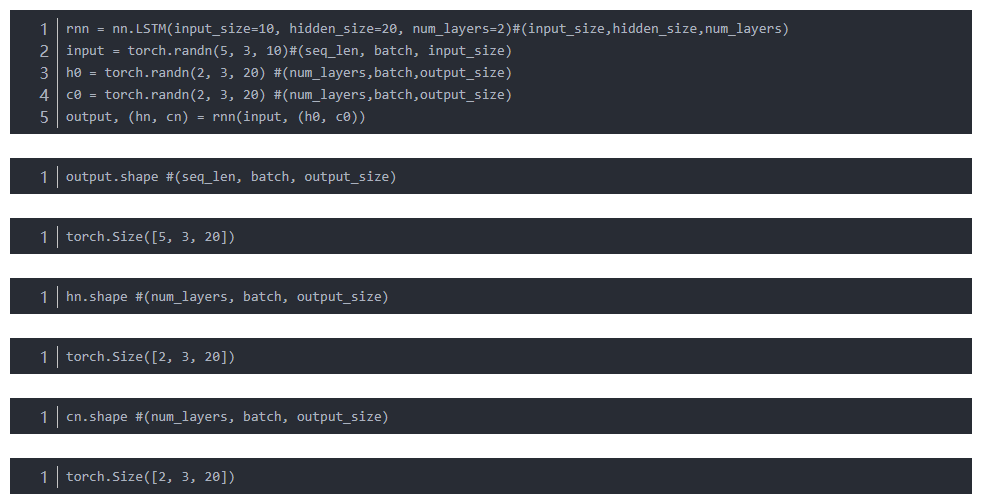 1 rnn = nn.LSTM(input_size=10, hidden_size=20, num_layers=2)#(input_size,hidden_size,num_layers)
2 input = torch.randn(5, 3, 10)#(seq_len, batch, input_size)
3 h0 = torch.randn(2, 3, 20) #(num_layers,batch,output_size)
4 c0 = torch.randn(2, 3, 20) #(num_layers,batch,output_size)
5 output, (hn, cn) = rnn(input, (h0, c0))
1 output.shape #(seq_len, batch, output_size)
1 torch.Size([5, 3, 20])
1 hn.shape #(num_layers, batch, output_size)
1 torch.Size([2, 3, 20])
1 cn.shape #(num_layers, batch, output_size)
1 torch.Size([2, 3, 20])